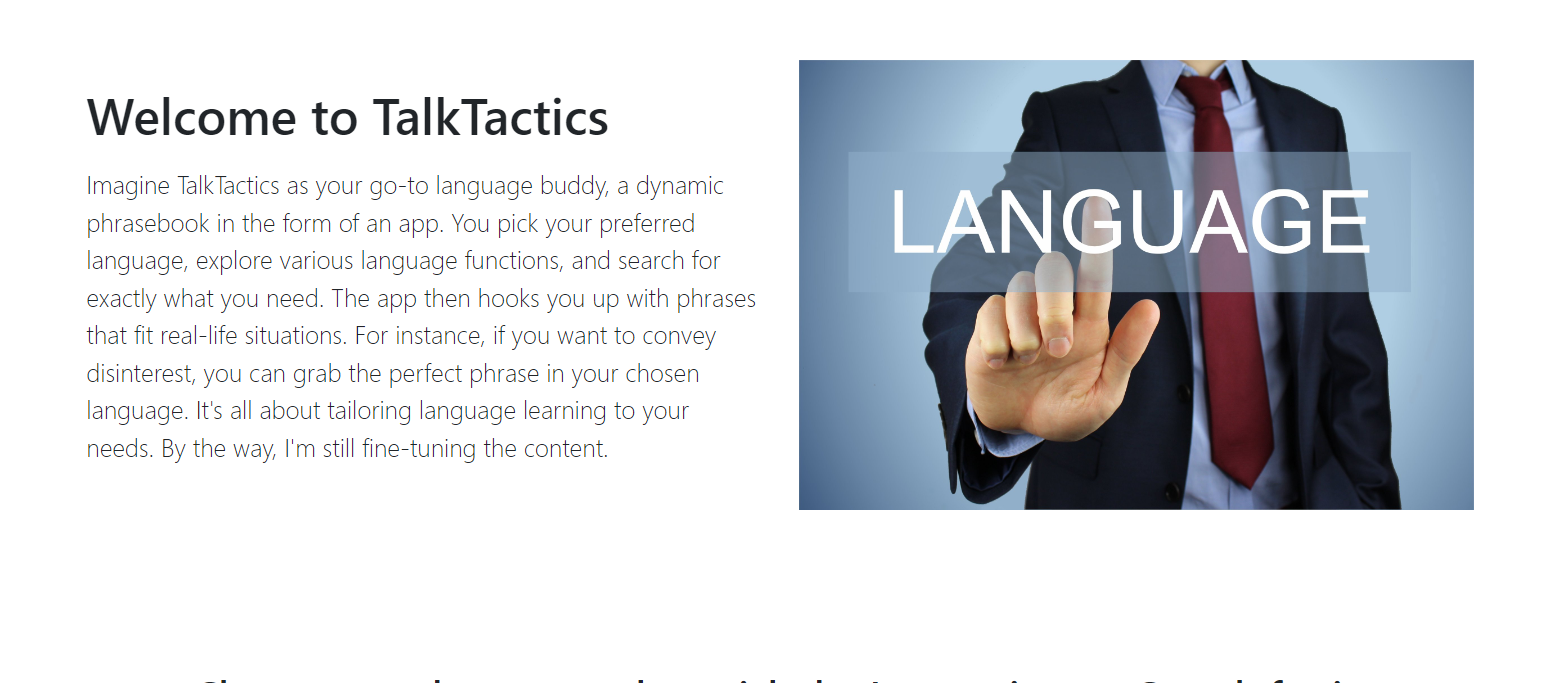 Welcome to TalkTactics
Imagine TalkTactics as your go-to language buddy, a dynamic
phrasebook in the form of an app. You pick your preferred
language, explore various language functions, and search for
exactly what you need. The app then hooks you up with phrases
that fit real-life situations. For instance, if you want to convey
disinterest, you can grab the perfect phrase in your chosen
language. It's all about tailoring language learning to your
needs. By the way, I'm still fine-tuning the content.
LANGUAGE